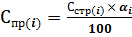 Cпр(i) = Cстр(i) × αi / 100